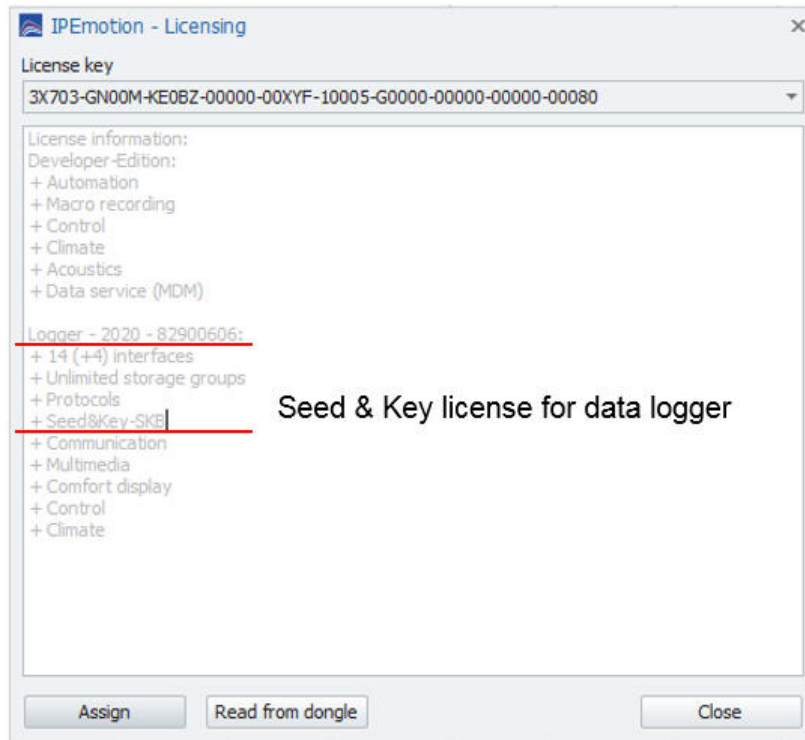 IPEmotion - Licensing
License key
3X703-GN00M-KE0BZ-00000-00XYF-10005-G0000-00000-00000-00080
License information:
Developer-Edition:
+ Automation
+ Macro recording
+ Control
+ Climate
+ Acoustics
+ Data service (MDM)
Logger - 2020 - 82900606:
+ 14 (+4) interfaces
+ Unlimited storage groups
+ Protocols
+ Seed&Key-SKB
Seed & Key license for data logger
+ Communication
+ Multimedia
+ Comfort display
+ Control
+ Climate
Assign Read from dongle Close